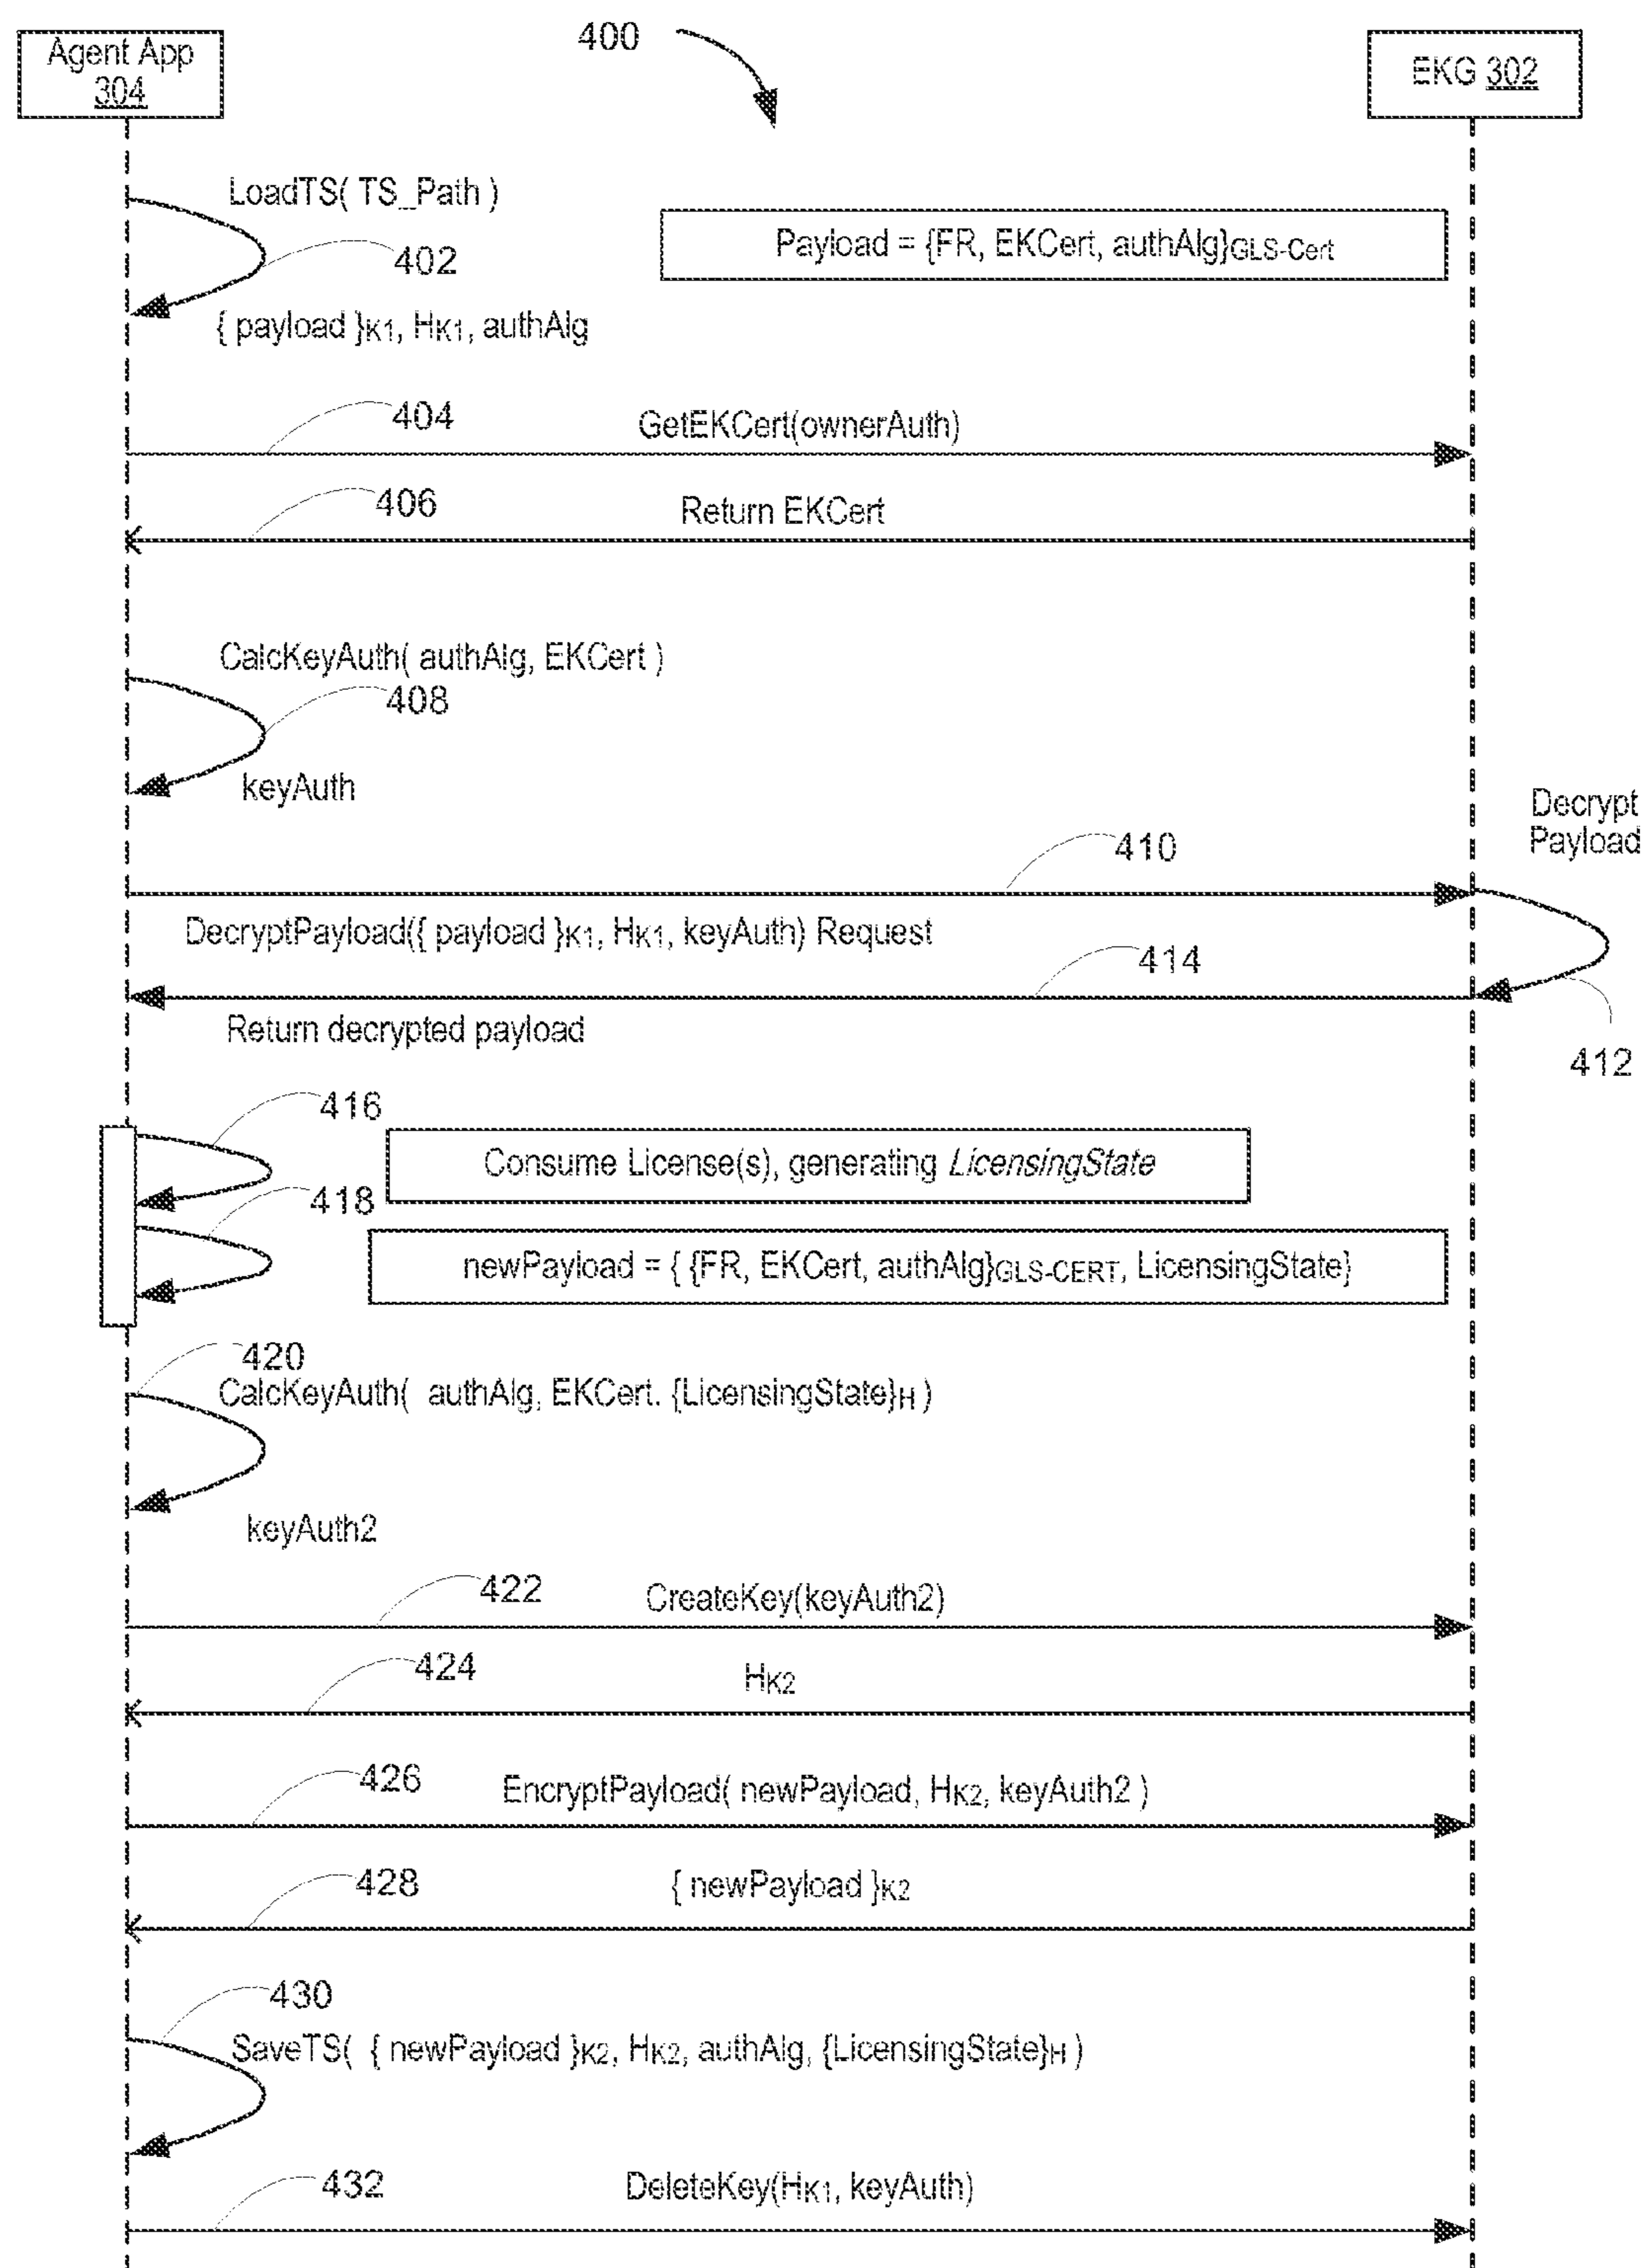 400
Agent App
304
EKG 302
LoadTS( TS_Path )
402
Payload = {FR, EKCert, authAlg}GLS-Cert
{ payload }K1, HK1, authAlg
404
GetEKCert(ownerAuth)
406
Return EKCert
CalcKeyAuth( authAlg, EKCert )
408
keyAuth
Decrypt
Payload
410
DecryptPayload({ payload }K1, HK1, keyAuth) Request
414
Return decrypted payload
412
416
Consume License(s), generating LicensingState
418
newPayload = { {FR, EKCert, authAlg}GLS-CERT, LicensingState}
420
CalcKeyAuth( authAlg, EKCert. {LicensingState}H )
keyAuth2
422
CreateKey(keyAuth2)
424
HK2
426
EncryptPayload( newPayload, HK2, keyAuth2 )
428
{ newPayload }K2
430
SaveTS( { newPayload }K2, HK2, authAlg, {LicensingState}H )
432
DeleteKey(HK1, keyAuth)